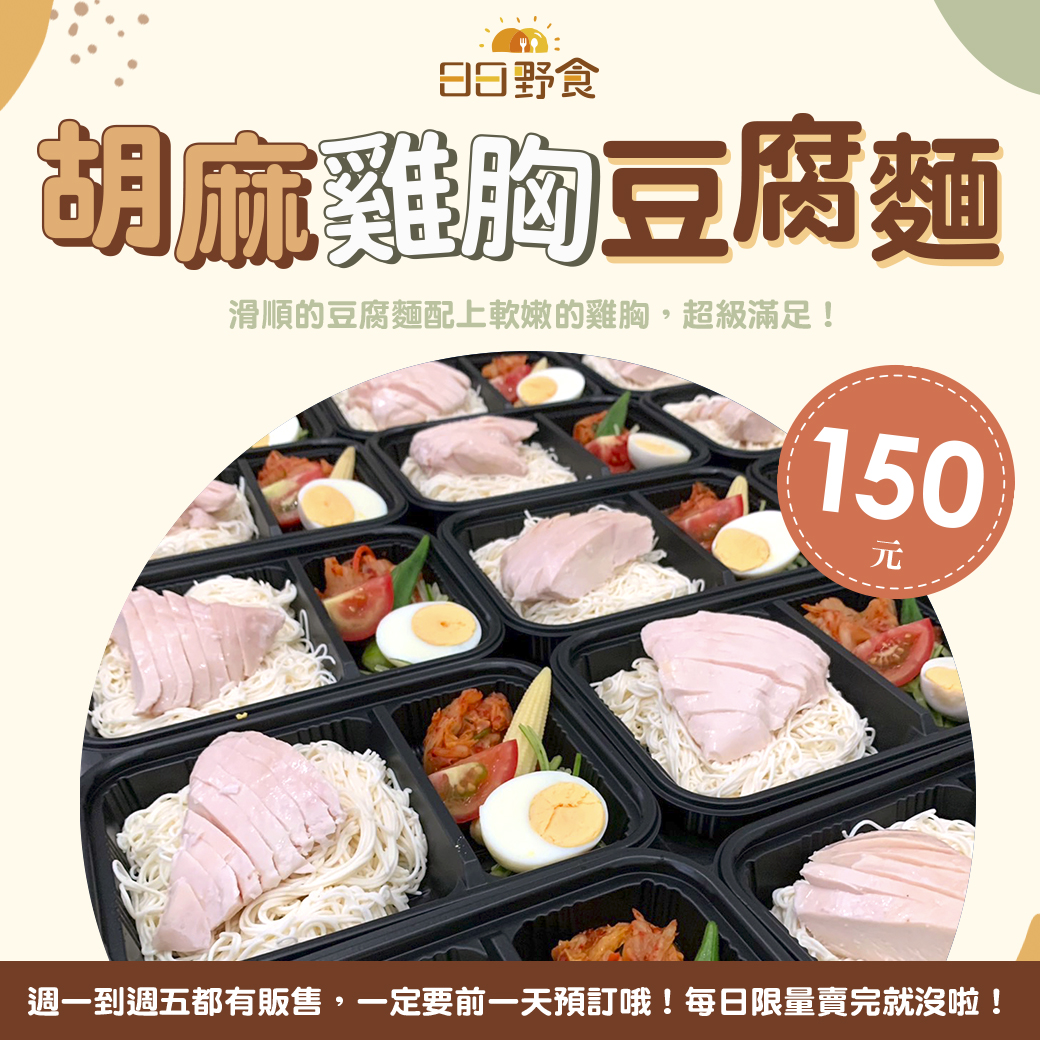 日日野食
胡麻雞胸豆腐麵
滑順的豆腐麵配上軟嫩的雞胸，超級滿足！
150
元
週一到週五都有販售，一定要前一天預訂哦！每日限量賣完就沒啦！